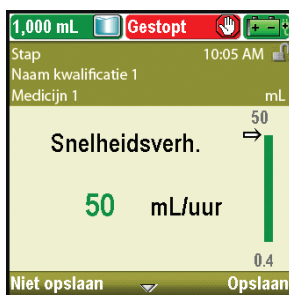 1,000 mL Gestopt
Stap 10:05 AM
Naam kwalificatie 1
Medicijn 1 mL
50
Snelheidsverh.
50 mL/uur
0.4
Niet opslaan Opslaan